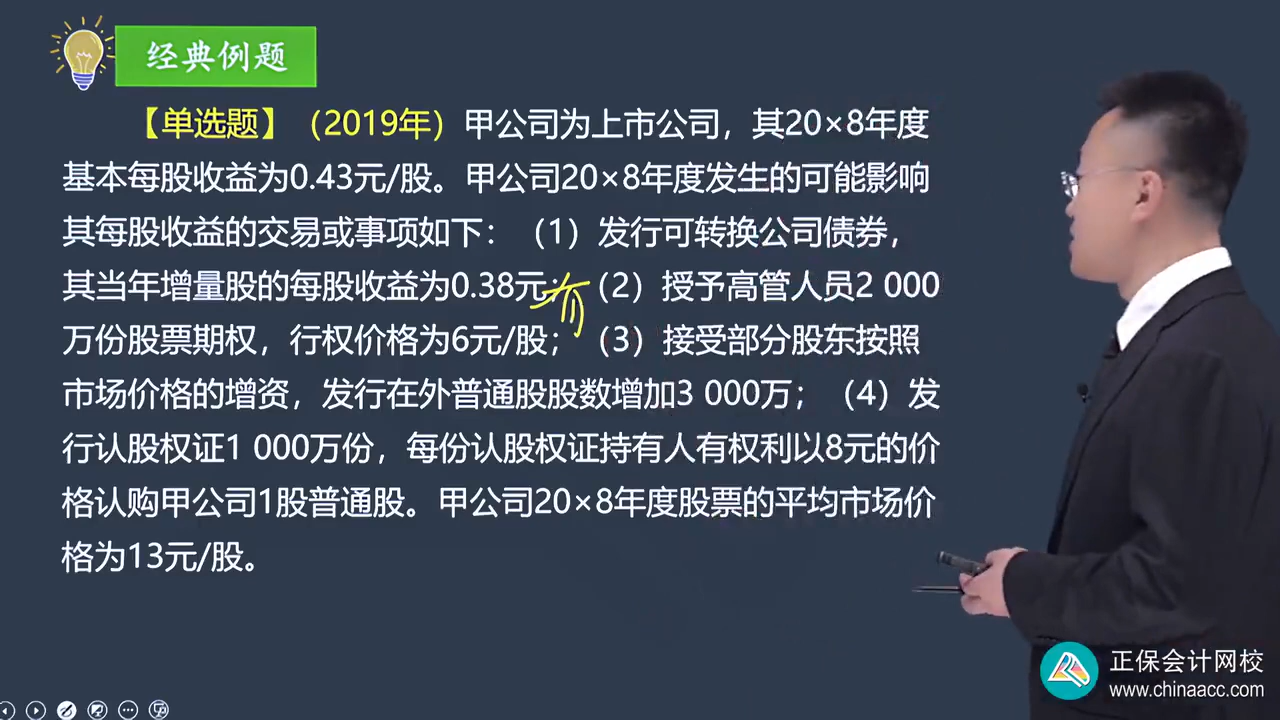 经典例题
【单选题】（2019年）甲公司为上市公司，其20×8年度
基本每股收益为0.43元/股。甲公司20×8年度发生的可能影响
其每股收益的交易或事项如下：（1）发行可转换公司债券，
其当年增量股的每股收益为0.38元；（2）授予高管人员2 000
万份股票期权，行权价格为6元/股；（3）接受部分股东按照
市场价格的增资，发行在外普通股股数增加3 000万；（4）发
行认股权证1 000万份，每份认股权证持有人有权利以8元的价
格认购甲公司1股普通股。甲公司20×8年度股票的平均市场价
格为13元/股。
正保会计网校
www.chinaacc.com